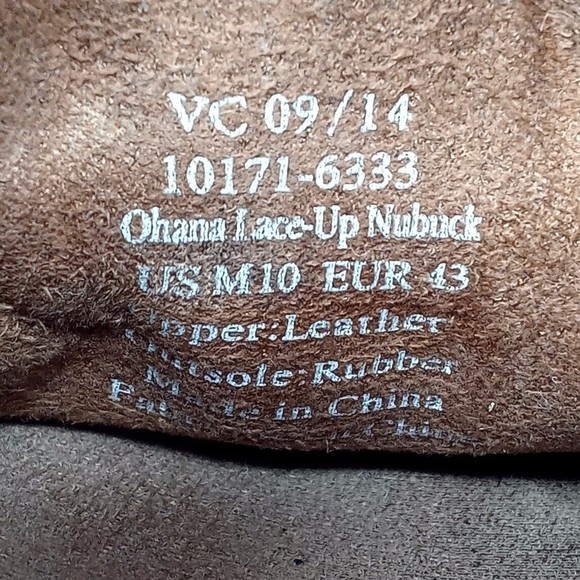 VC 09/14
10171-6333
Ohana Lace-Up Nubuck
US M10 EUR 43
Upper:Leather
Outsole:Rubber
Made in China